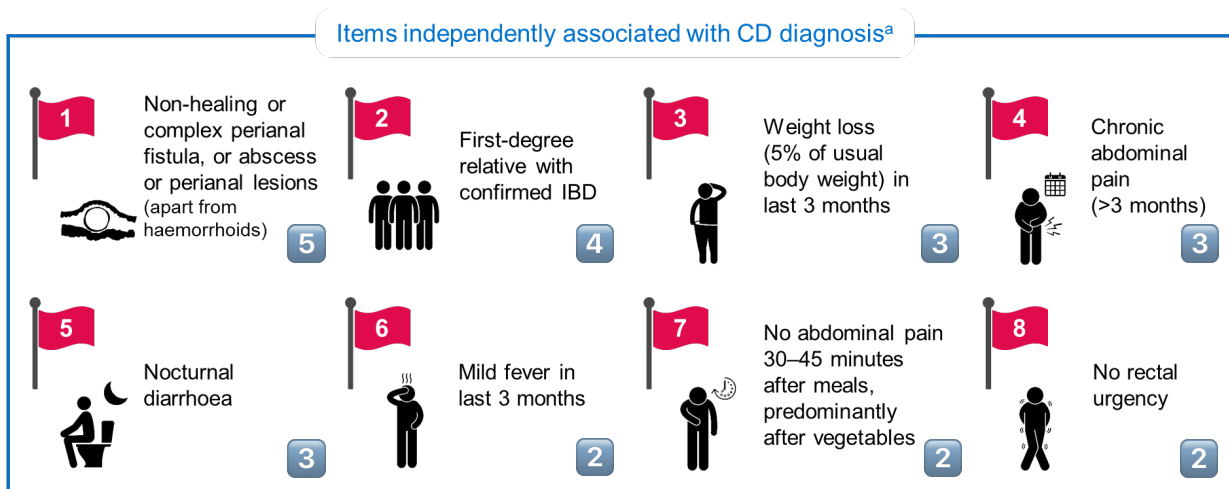 Items independently associated with CD diagnosisᵃ
1
Non-healing or
complex perianal
fistula, or abscess
or perianal lesions
(apart from
haemorrhoids)
5
2
First-degree
relative with
confirmed IBD
4
3
Weight loss
(5% of usual
body weight) in
last 3 months
3
4
Chronic
abdominal
pain
(>3 months)
3
5
Nocturnal
diarrhoea
3
6
Mild fever in
last 3 months
2
7
No abdominal pain
30–45 minutes
after meals,
predominantly
after vegetables
2
8
No rectal
urgency
2